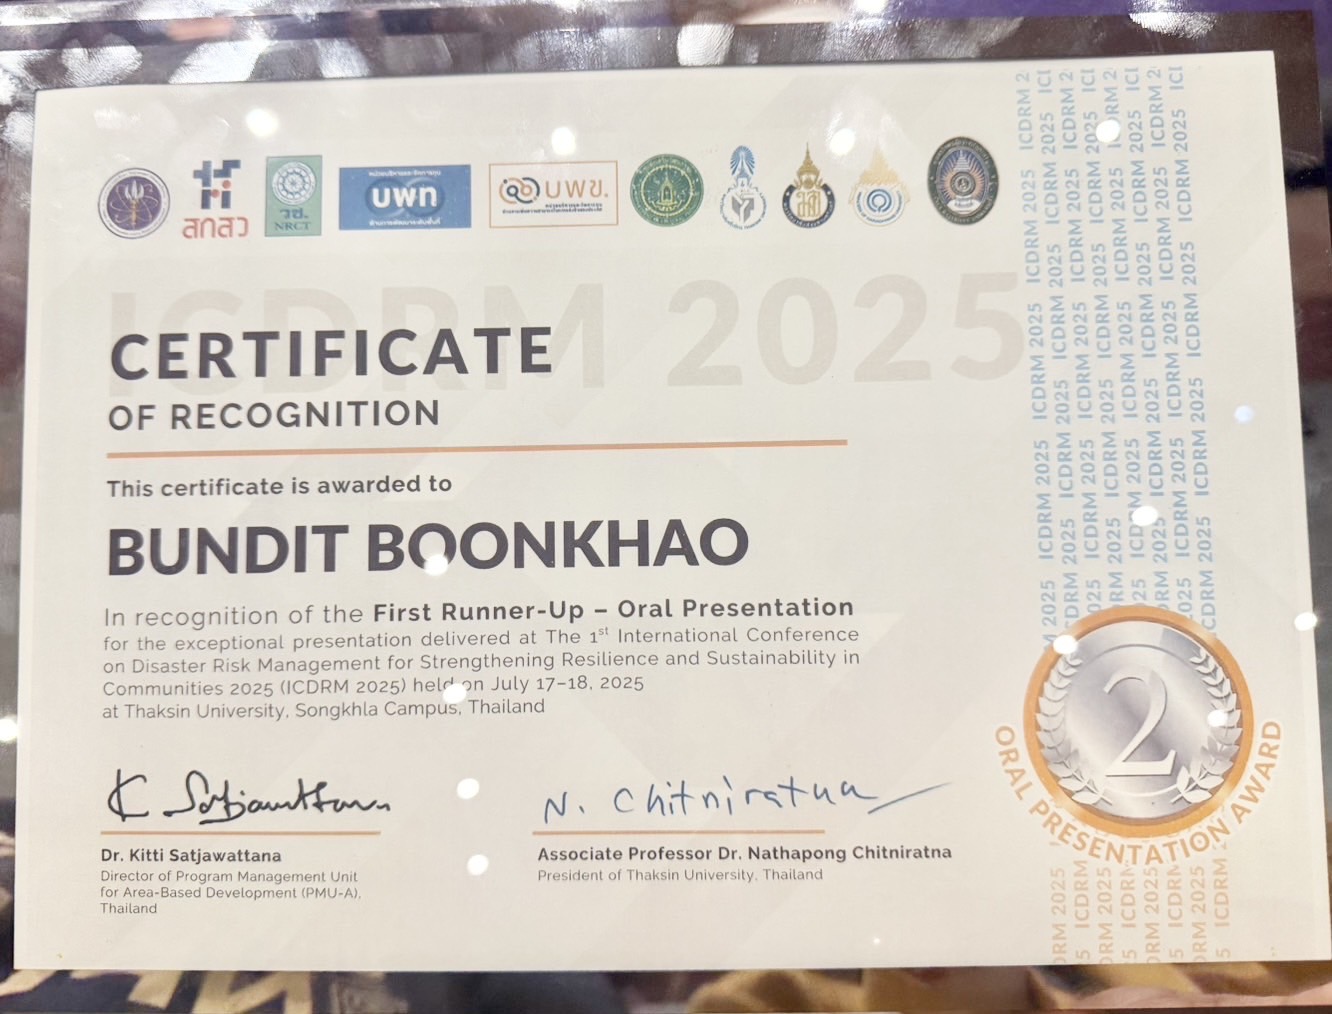 สกสว
วช.
NRCT
บพท
บพข.
ICDRM 2025
CERTIFICATE
OF RECOGNITION
This certificate is awarded to
BUNDIT BOONKHAO
In recognition of the First Runner-Up – Oral Presentation
for the exceptional presentation delivered at The 1st International Conference
on Disaster Risk Management for Strengthening Resilience and Sustainability in
Communities 2025 (ICDRM 2025) held on July 17–18, 2025
at Thaksin University, Songkhla Campus, Thailand
K Satjawattana
N. Chitniratna
Dr. Kitti Satjawattana
Director of Program Management Unit
for Area-Based Development (PMU-A),
Thailand
Associate Professor Dr. Nathapong Chitniratna
President of Thaksin University, Thailand
2
ORAL PRESENTATION AWARD
ICDRM 2025